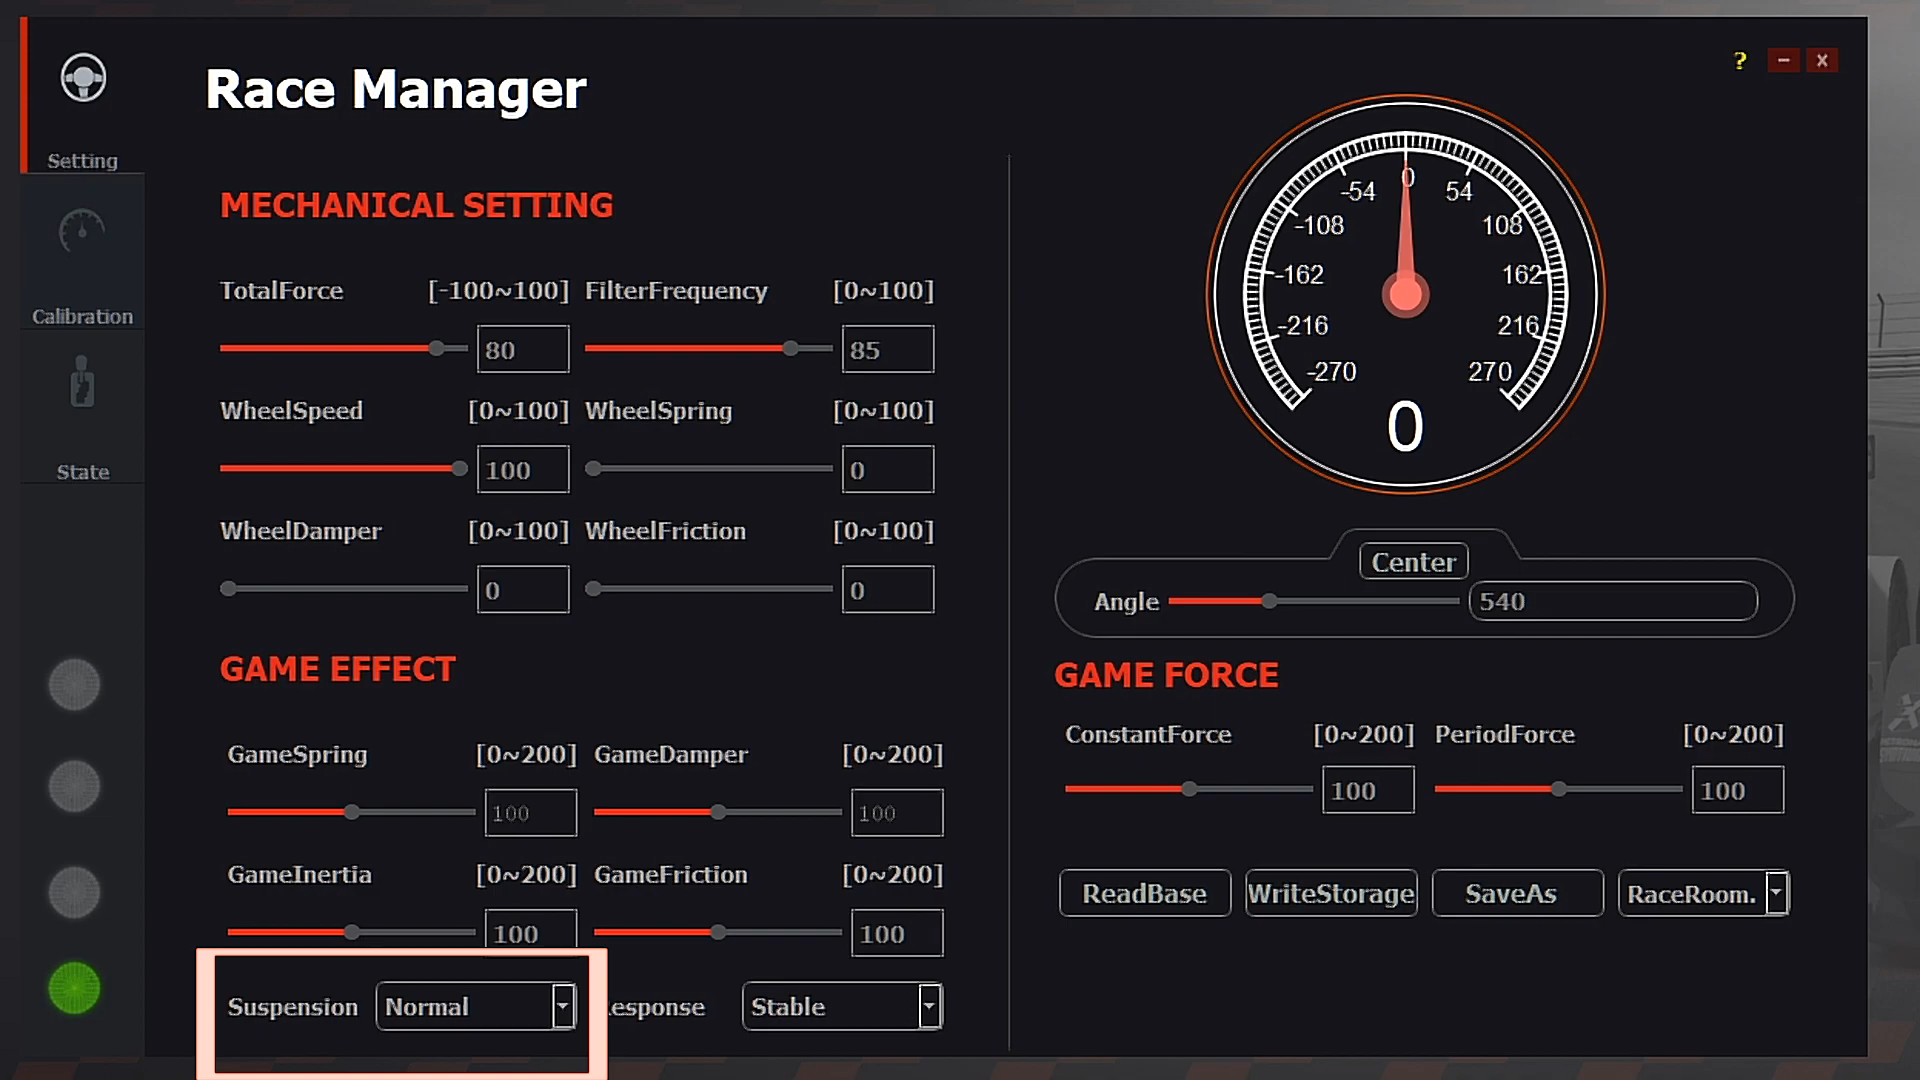 Race Manager
?
Setting
Calibration
State
MECHANICAL SETTING
TotalForce [-100~100] FilterFrequency [0~100]
80 85
WheelSpeed [0~100] WheelSpring [0~100]
100 0
WheelDamper [0~100] WheelFriction [0~100]
0 0
GAME EFFECT
GameSpring [0~200] GameDamper [0~200]
100 100
GameInertia [0~200] GameFriction [0~200]
100 100
Suspension Normal esponse Stable
-54 0 54
-108 108
-162 162
-216 216
-270 270
0
Center
Angle 540
GAME FORCE
ConstantForce [0~200] PeriodForce [0~200]
100 100
ReadBase WriteStorage SaveAs RaceRoom.